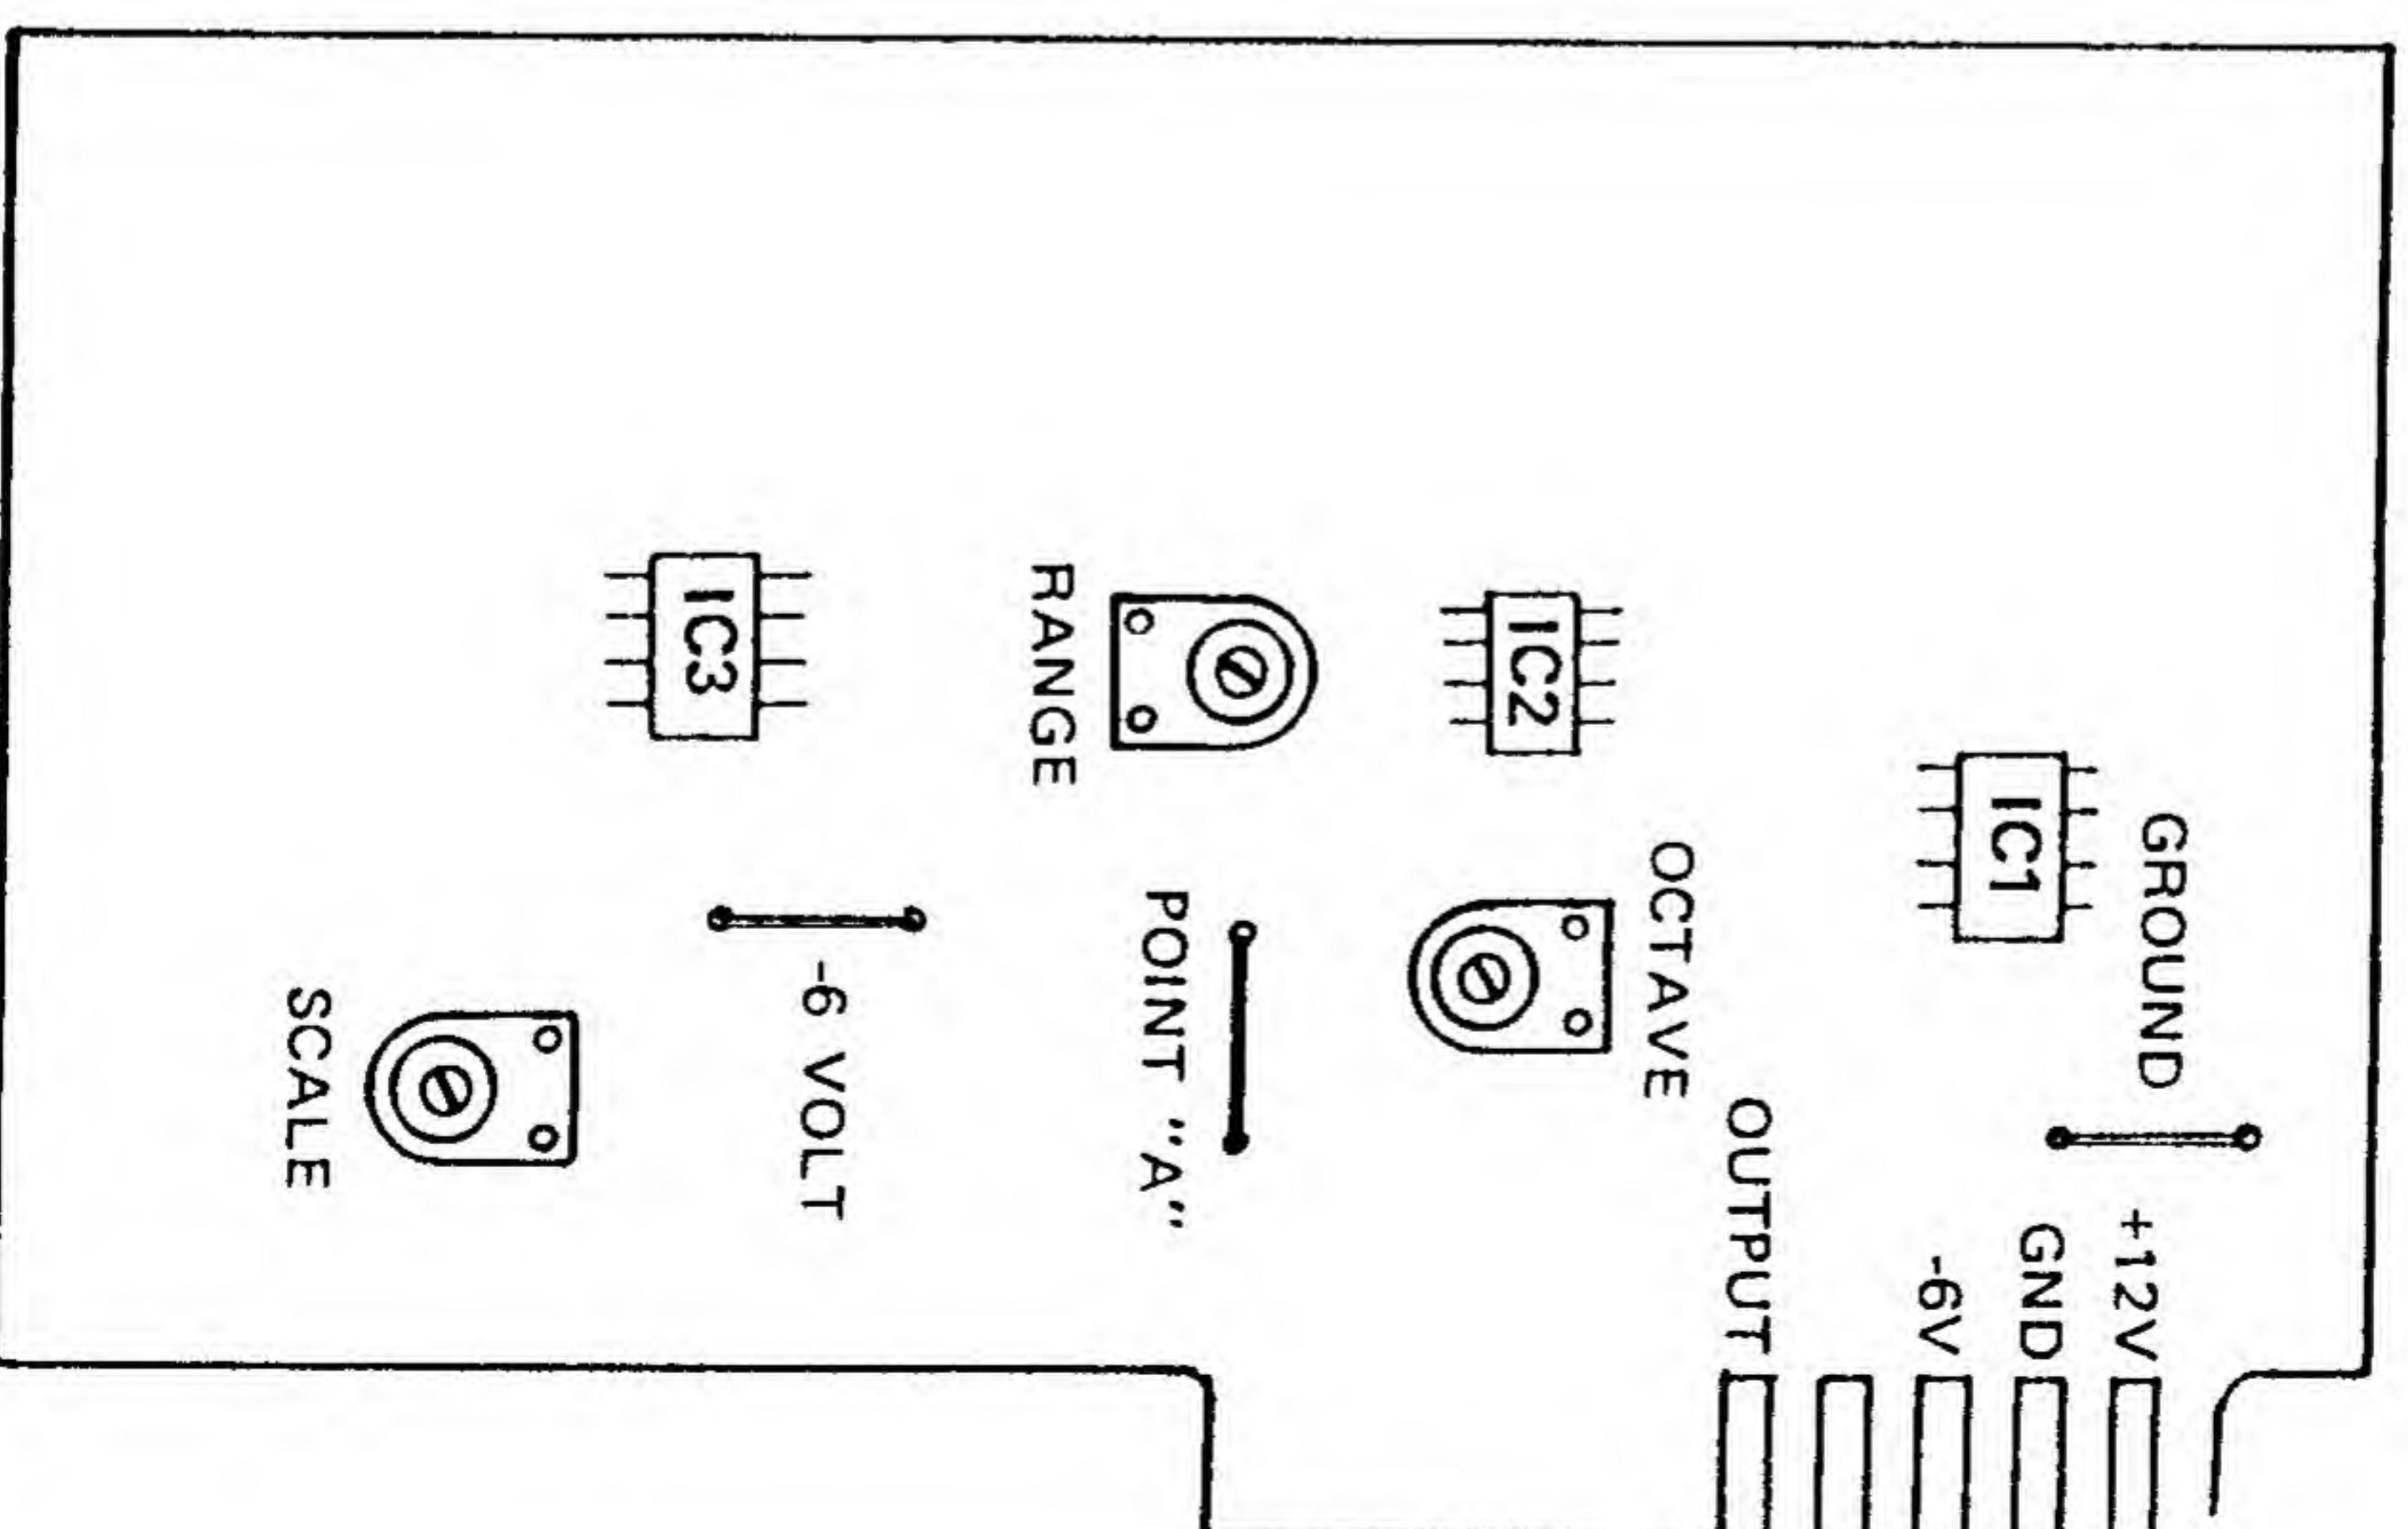 GROUND
+12V
GND
IC1
-6V
OUTPUT
OCTAVE
IC2
POINT "A"
RANGE
-6 VOLT
IC3
SCALE